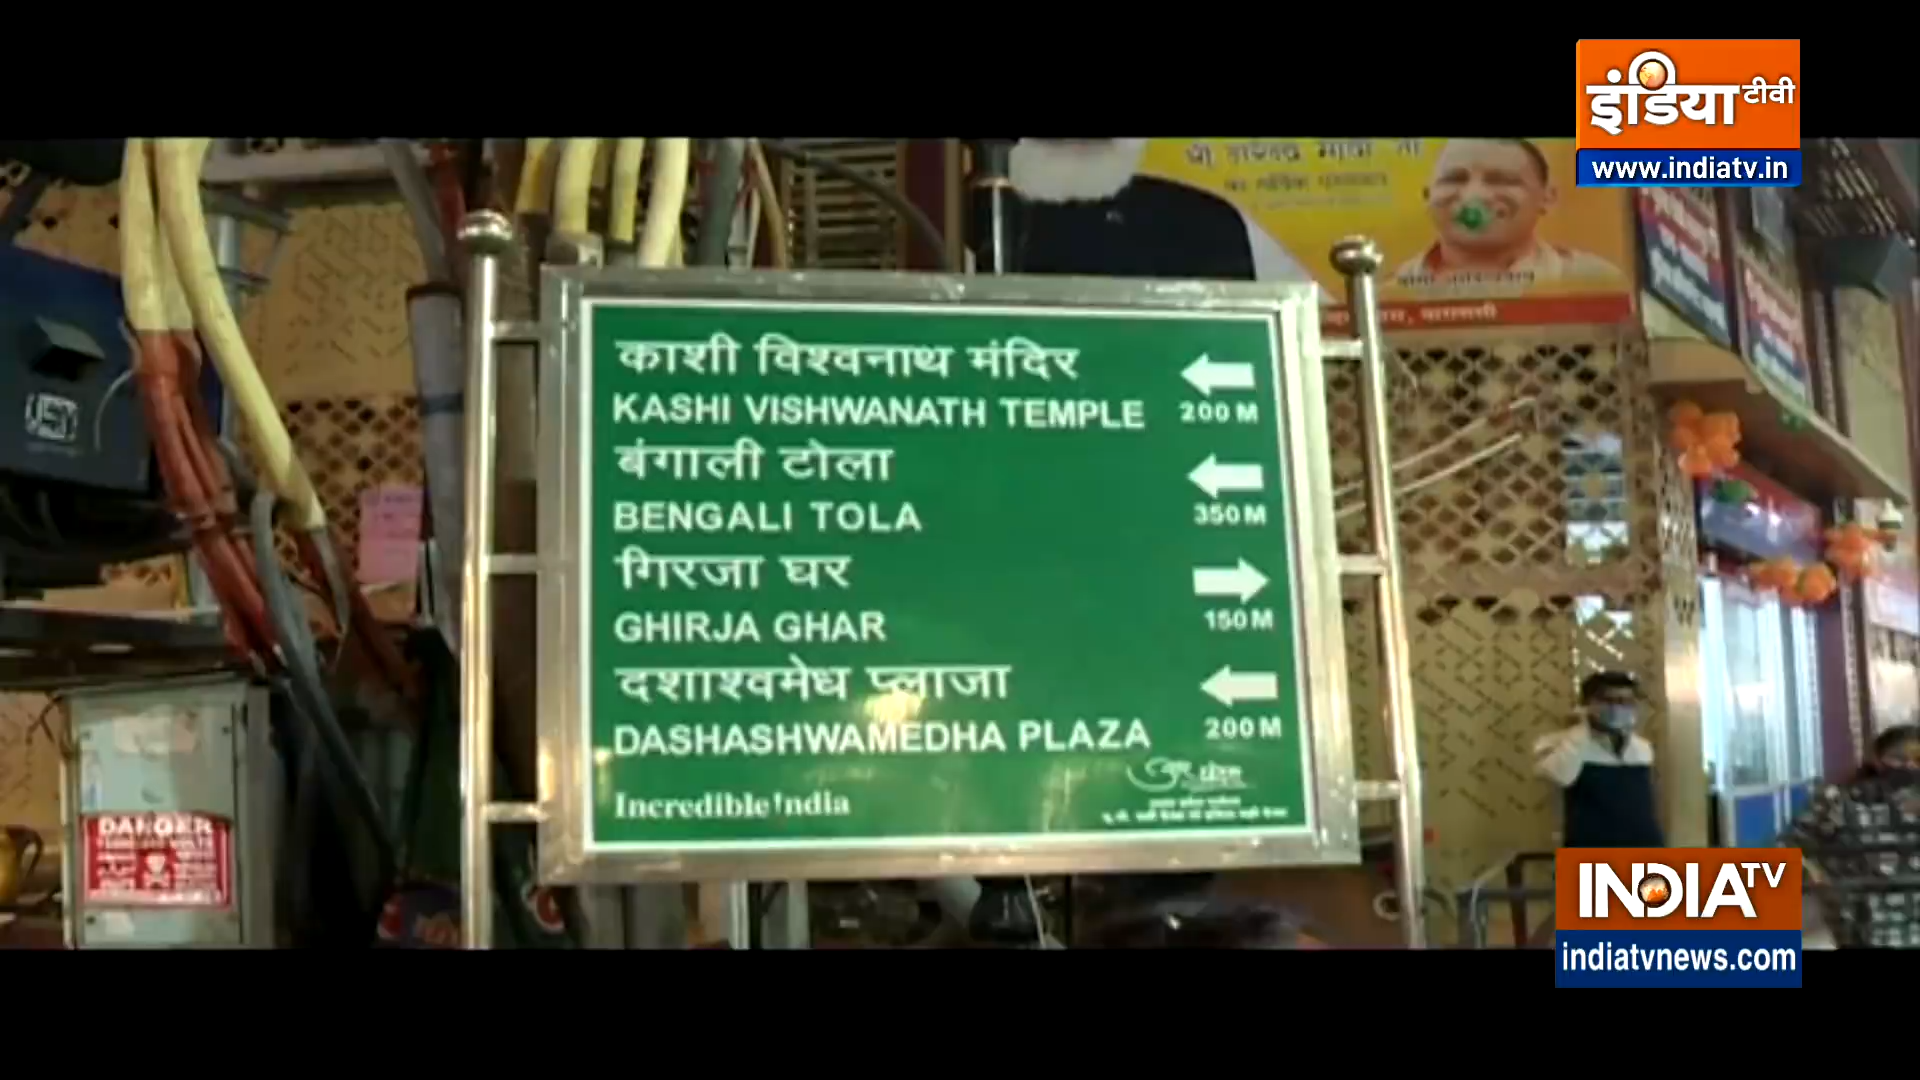 इंडिया टीवी
www.indiatv.in
काशी विश्वनाथ मंदिर
KASHI VISHWANATH TEMPLE
200 M
बंगाली टोला
BENGALI TOLA
350 M
गिरजा घर
GHIRJA GHAR
150 M
दशाश्वमेध प्लाजा
DASHASHWAMEDHA PLAZA
200 M
Incredible!ndia
DANGER
INDIA TV
indiatvnews.com